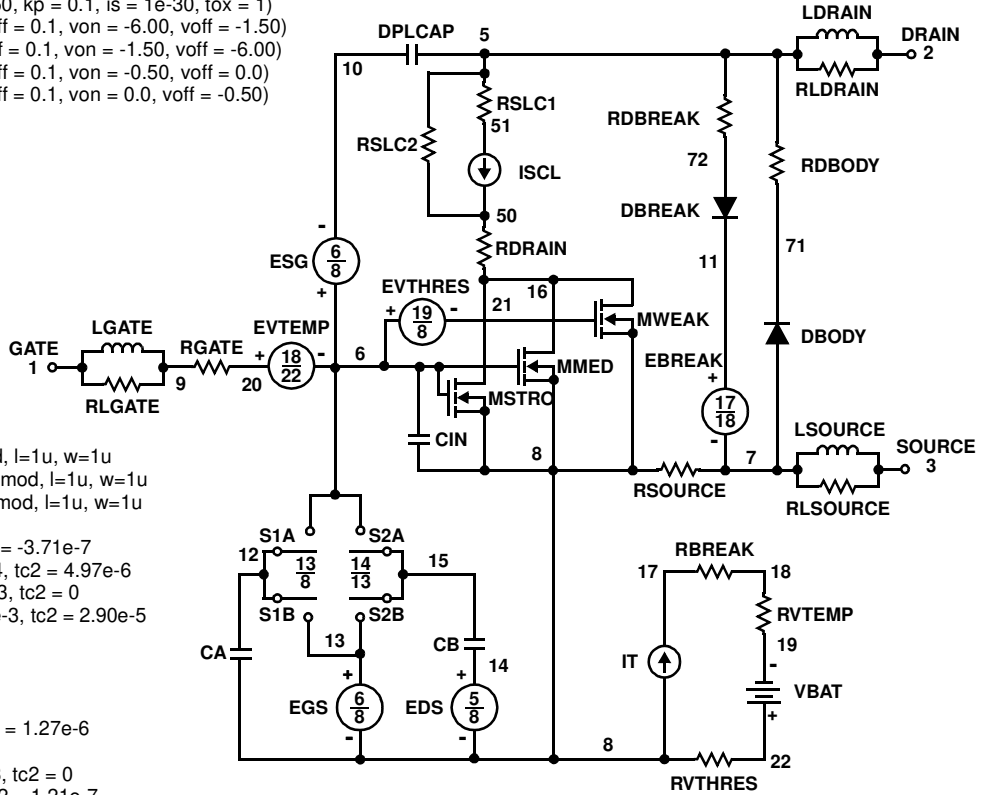 0, kp = 0.1, is = 1e-30, tox = 1)
ff = 0.1, von = -6.00, voff = -1.50)
f = 0.1, von = -1.50, voff = -6.00)
ff = 0.1, von = -0.50, voff = 0.0)
ff = 0.1, von = 0.0, voff = -0.50)
LDRAIN
DPLCAP
5
DRAIN
2
10
RLDRAIN
RSLC1
51
RDBREAK
RSLC2
72
RDBODY
ISCL
DBREAK
50
RDRAIN
71
11
-
ESG
6
8
+
EVTHRES
+
19
8
-
21
16
MWEAK
LGATE
EVTEMP
GATE
1
RGATE
+
18
22
-
6
EBREAK
DBODY
MMED
9
20
RLGATE
MSTRO
+
17
18
-
CIN
LSOURCE
8
7
SOURCE
3
RSOURCE
RLSOURCE
, l=1u, w=1u
mod, l=1u, w=1u
mod, l=1u, w=1u
= -3.71e-7
, tc2 = 4.97e-6
3, tc2 = 0
e-3, tc2 = 2.90e-5
S1A
S2A
12
13
8
14
13
15
S1B
S2B
RBREAK
17
18
RVTEMP
19
13
CA
CB
14
IT
-
VBAT
+
+
EGS
6
8
-
+
EDS
5
8
-
= 1.27e-6
8
22
RVTHRES
, tc2 = 0